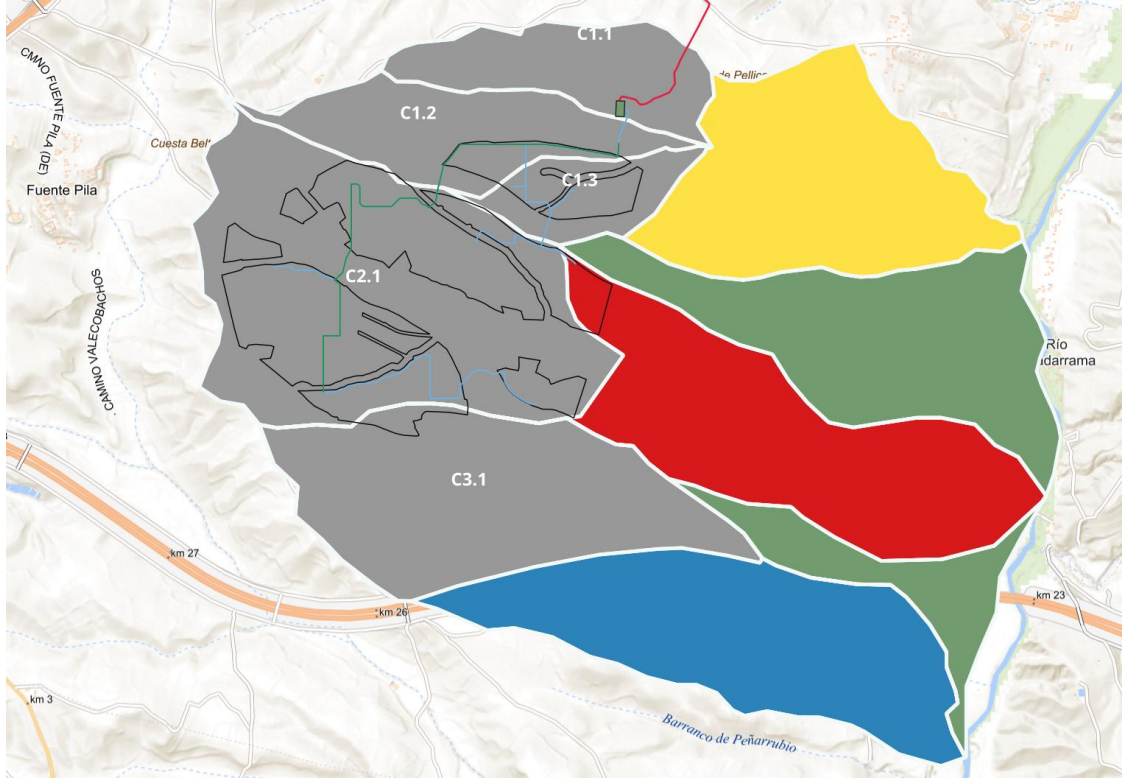 C1.1
de Pellic
C1.2
CMNO FUENTE PILA (DE)
Cuesta Bel
C1.3
Fuente Pila
C2.1
CAMINO VALECOBACHOS
Río
darrama
C3.1
km 27
km 26
km 23
km 3
Barranco de Peñarrubio